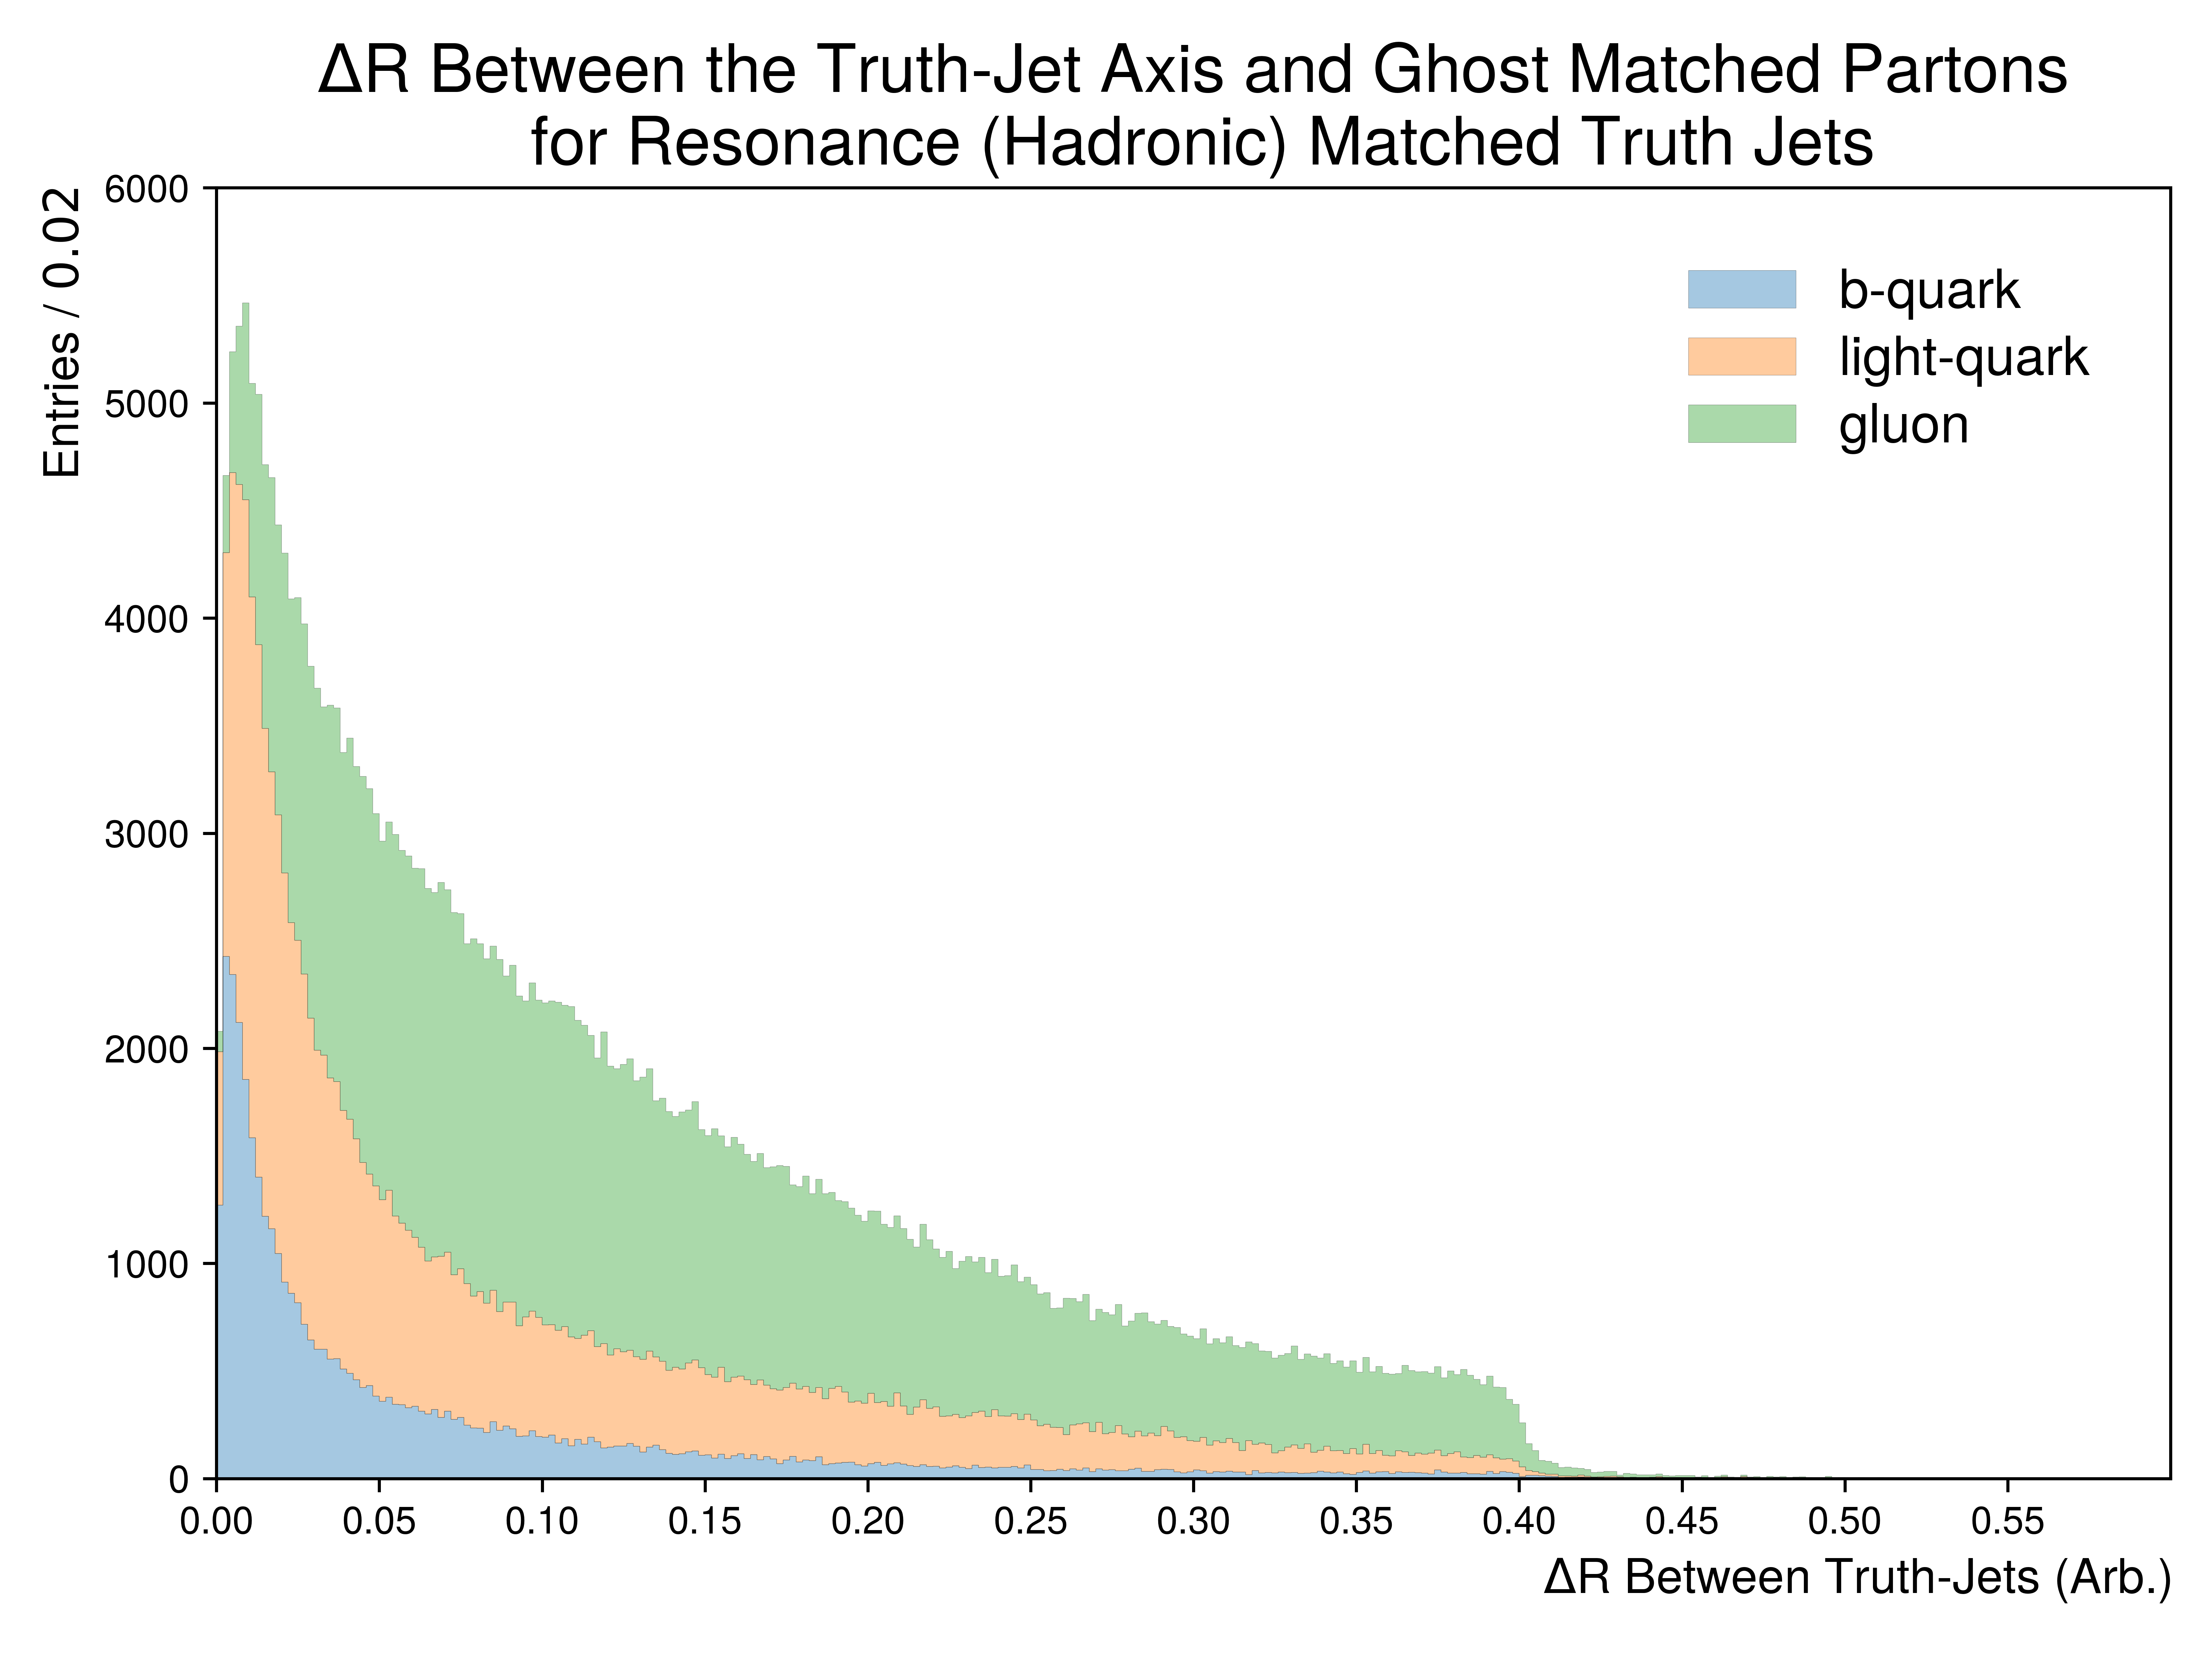 ΔR Between the Truth-Jet Axis and Ghost Matched Partons
for Resonance (Hadronic) Matched Truth Jets
Entries / 0.02
6000
5000
4000
3000
2000
1000
0
b-quark
light-quark
gluon
0.00 0.05 0.10 0.15 0.20 0.25 0.30 0.35 0.40 0.45 0.50 0.55
ΔR Between Truth-Jets (Arb.)